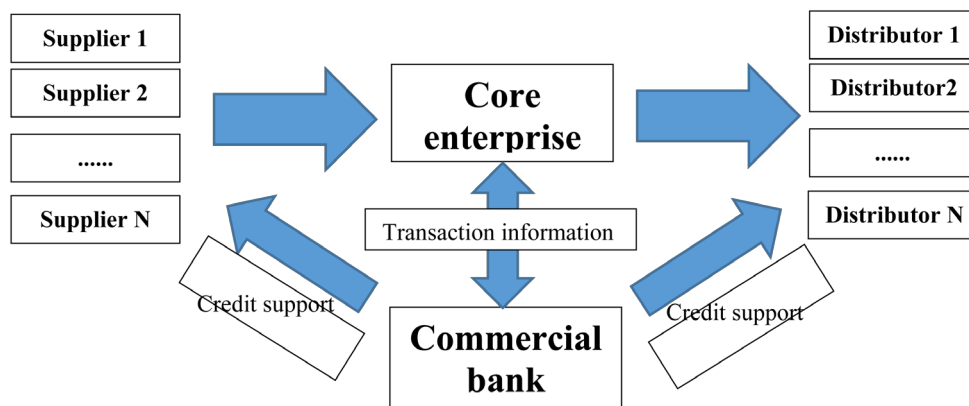 Supplier 1
Supplier 2
......
Supplier N
Core
enterprise
Distributor 1
Distributor2
......
Distributor N
Transaction information
Credit support
Credit support
Commercial
bank